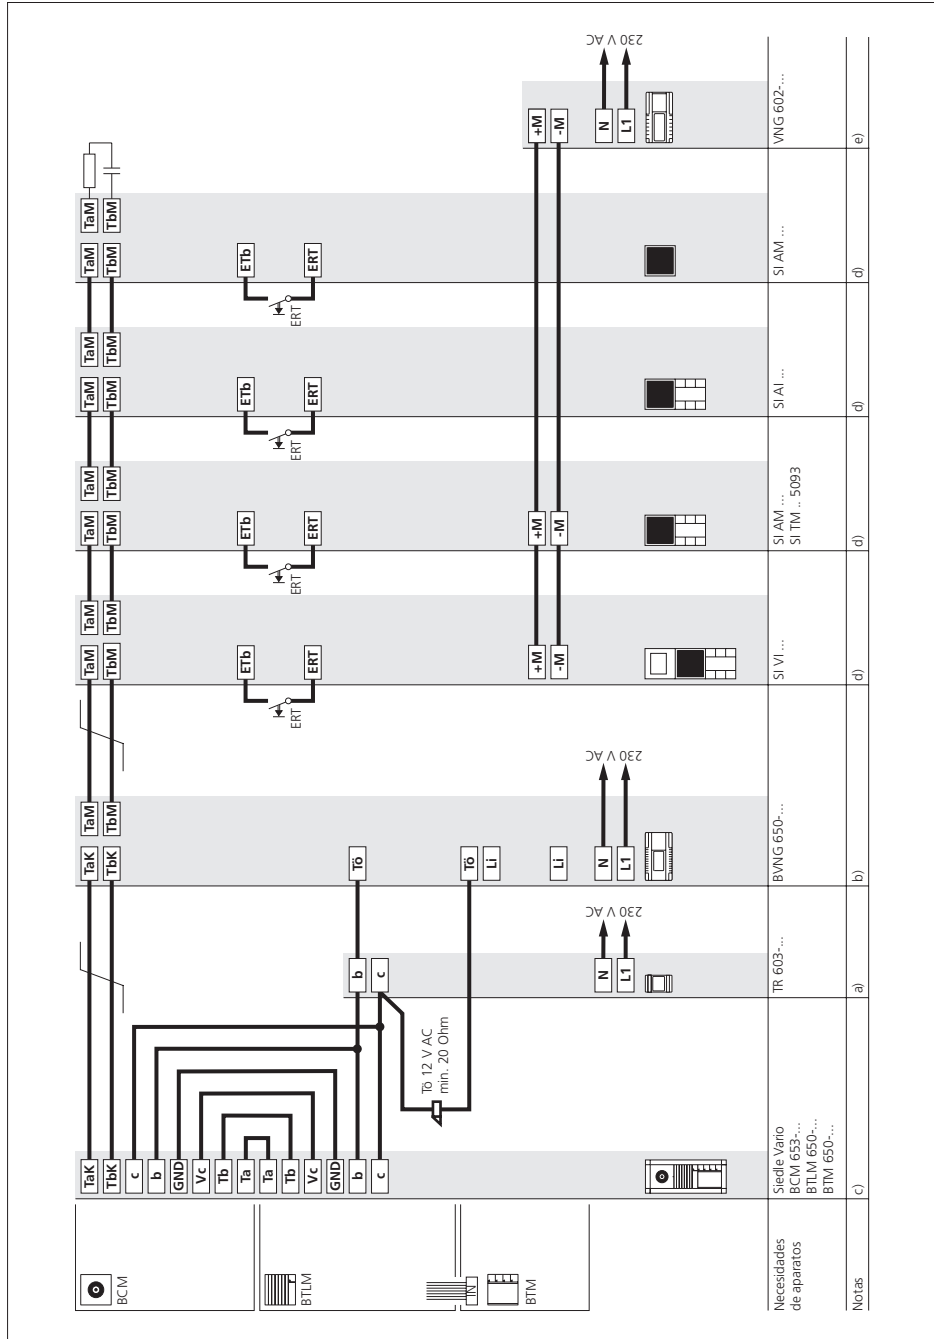 TaK TaK TaM TaM TaM TaM TaM TaM TaM TaM TaM
TbK TbK TbM TbM TbM TbM TbM TbM TbM TbM TbM
BCM
c
b
GND
Vc
Tb
Ta ETb ETb ETb ETb
Ta
Tb ERT ERT ERT ERT
BTLM
Vc ERT ERT ERT ERT
GND
b b Tö
c c
Tö 12 V AC
min. 20 Ohm
IN Tö
Li
BTM +M +M +M
Li -M -M -M
N N N
L1 L1 L1
230 V AC 230 V AC 230 V AC
Necesidades
de aparatos
Siedle Vario
BCM 653-...
BTLM 650-...
BTM 650-...
TR 603-...
BVNG 650-...
SI VI ...
SI AM ...
SI TM .. 5093
SI AI ...
SI AM ...
VNG 602-...
Notas c) a) b) d) d) d) d) e)